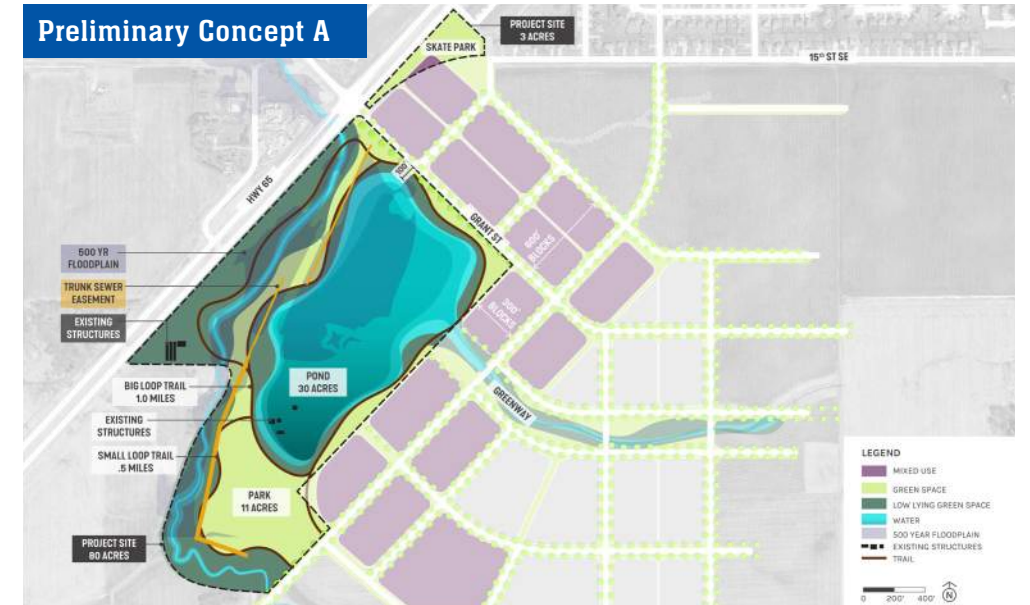 Preliminary Concept A
PROJECT SITE
3 ACRES
SKATE PARK
15th ST SE
HWY 65
100'
GRANT ST
600'
BLOCKS
300'
BLOCKS
500 YR
FLOODPLAIN
TRUNK SEWER
EASEMENT
EXISTING
STRUCTURES
BIG LOOP TRAIL
1.0 MILES
POND
30 ACRES
EXISTING
STRUCTURES
SMALL LOOP TRAIL
.5 MILES
GREENWAY
PARK
11 ACRES
PROJECT SITE
80 ACRES
LEGEND
MIXED USE
GREEN SPACE
LOW LYING GREEN SPACE
WATER
500 YEAR FLOODPLAIN
EXISTING STRUCTURES
TRAIL
0 200' 400' N